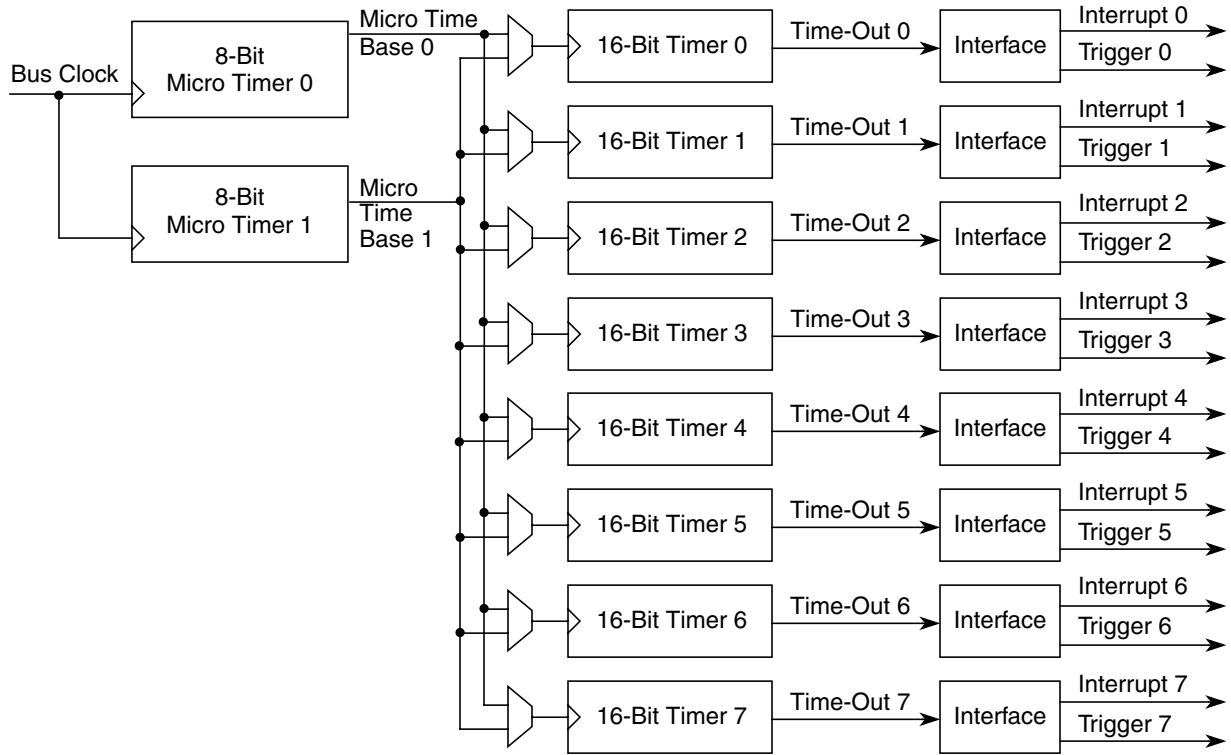 Bus Clock
8-Bit
Micro Timer 0
Micro Time
Base 0
8-Bit
Micro Timer 1
Micro
Time
Base 1
16-Bit Timer 0
Time-Out 0
Interface
Interrupt 0
Trigger 0
16-Bit Timer 1
Time-Out 1
Interface
Interrupt 1
Trigger 1
16-Bit Timer 2
Time-Out 2
Interface
Interrupt 2
Trigger 2
16-Bit Timer 3
Time-Out 3
Interface
Interrupt 3
Trigger 3
16-Bit Timer 4
Time-Out 4
Interface
Interrupt 4
Trigger 4
16-Bit Timer 5
Time-Out 5
Interface
Interrupt 5
Trigger 5
16-Bit Timer 6
Time-Out 6
Interface
Interrupt 6
Trigger 6
16-Bit Timer 7
Time-Out 7
Interface
Interrupt 7
Trigger 7